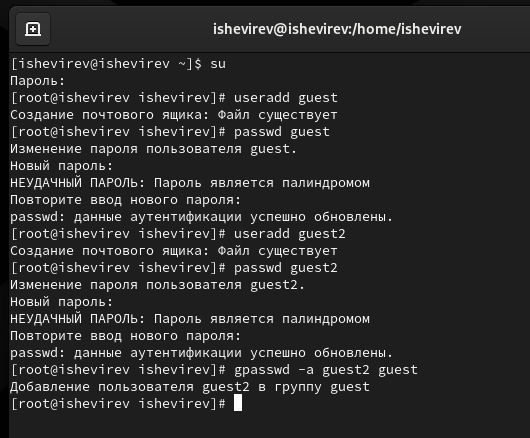 ishevirev@ishevirev:/home/ishevirev
[ishevirev@ishevirev ~]$ su
Пароль:
[root@ishevirev ishevirev]# useradd guest
Создание почтового ящика: Файл существует
[root@ishevirev ishevirev]# passwd guest
Изменение пароля пользователя guest.
Новый пароль:
НЕУДАЧНЫЙ ПАРОЛЬ: Пароль является палиндромом
Повторите ввод нового пароля:
passwd: данные аутентификации успешно обновлены.
[root@ishevirev ishevirev]# useradd guest2
Создание почтового ящика: Файл существует
[root@ishevirev ishevirev]# passwd guest2
Изменение пароля пользователя guest2.
Новый пароль:
НЕУДАЧНЫЙ ПАРОЛЬ: Пароль является палиндромом
Повторите ввод нового пароля:
passwd: данные аутентификации успешно обновлены.
[root@ishevirev ishevirev]# gpasswd -a guest2 guest
Добавление пользователя guest2 в группу guest
[root@ishevirev ishevirev]#